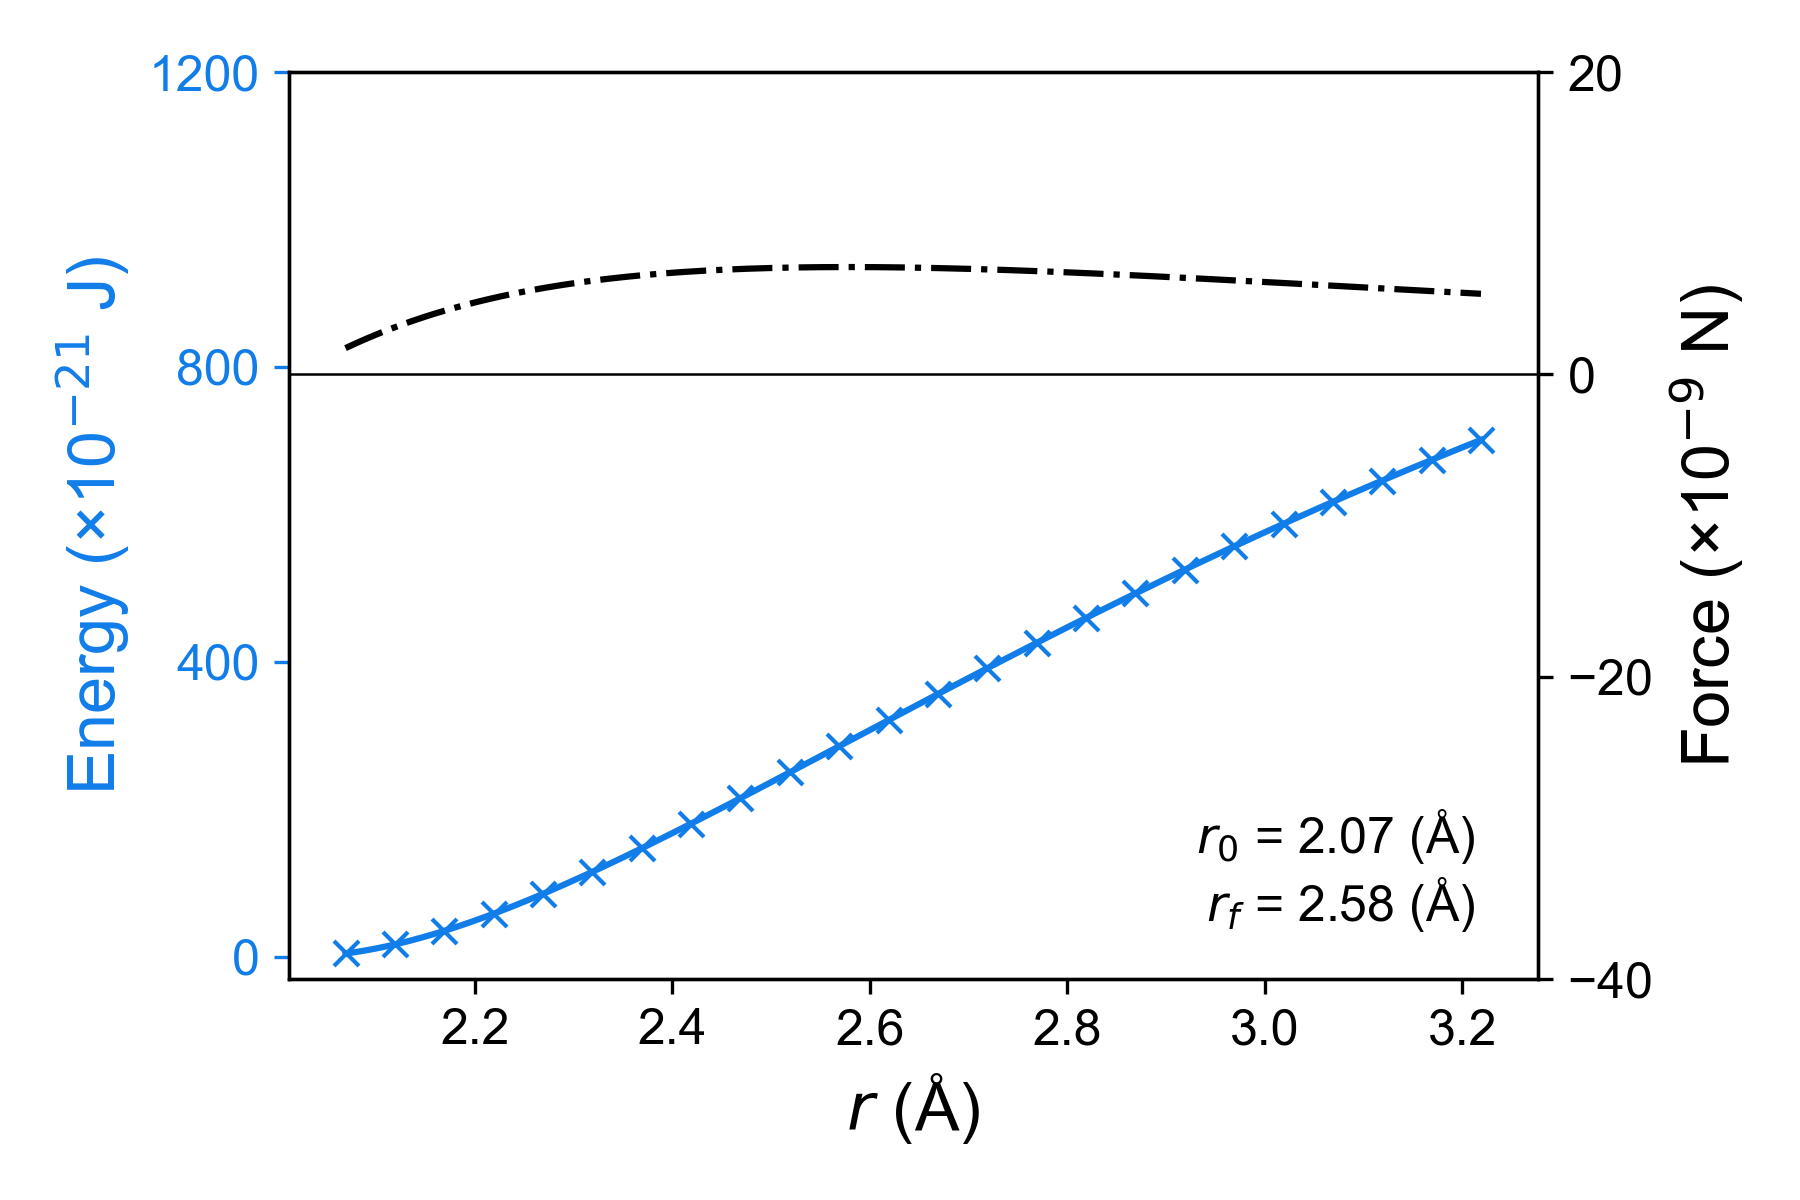 1200
800
400
0
Energy (×10⁻²¹ J)
20
0
−20
−40
Force (×10⁻⁹ N)
r₀ = 2.07 (Å)
r_f = 2.58 (Å)
2.2 2.4 2.6 2.8 3.0 3.2
r (Å)